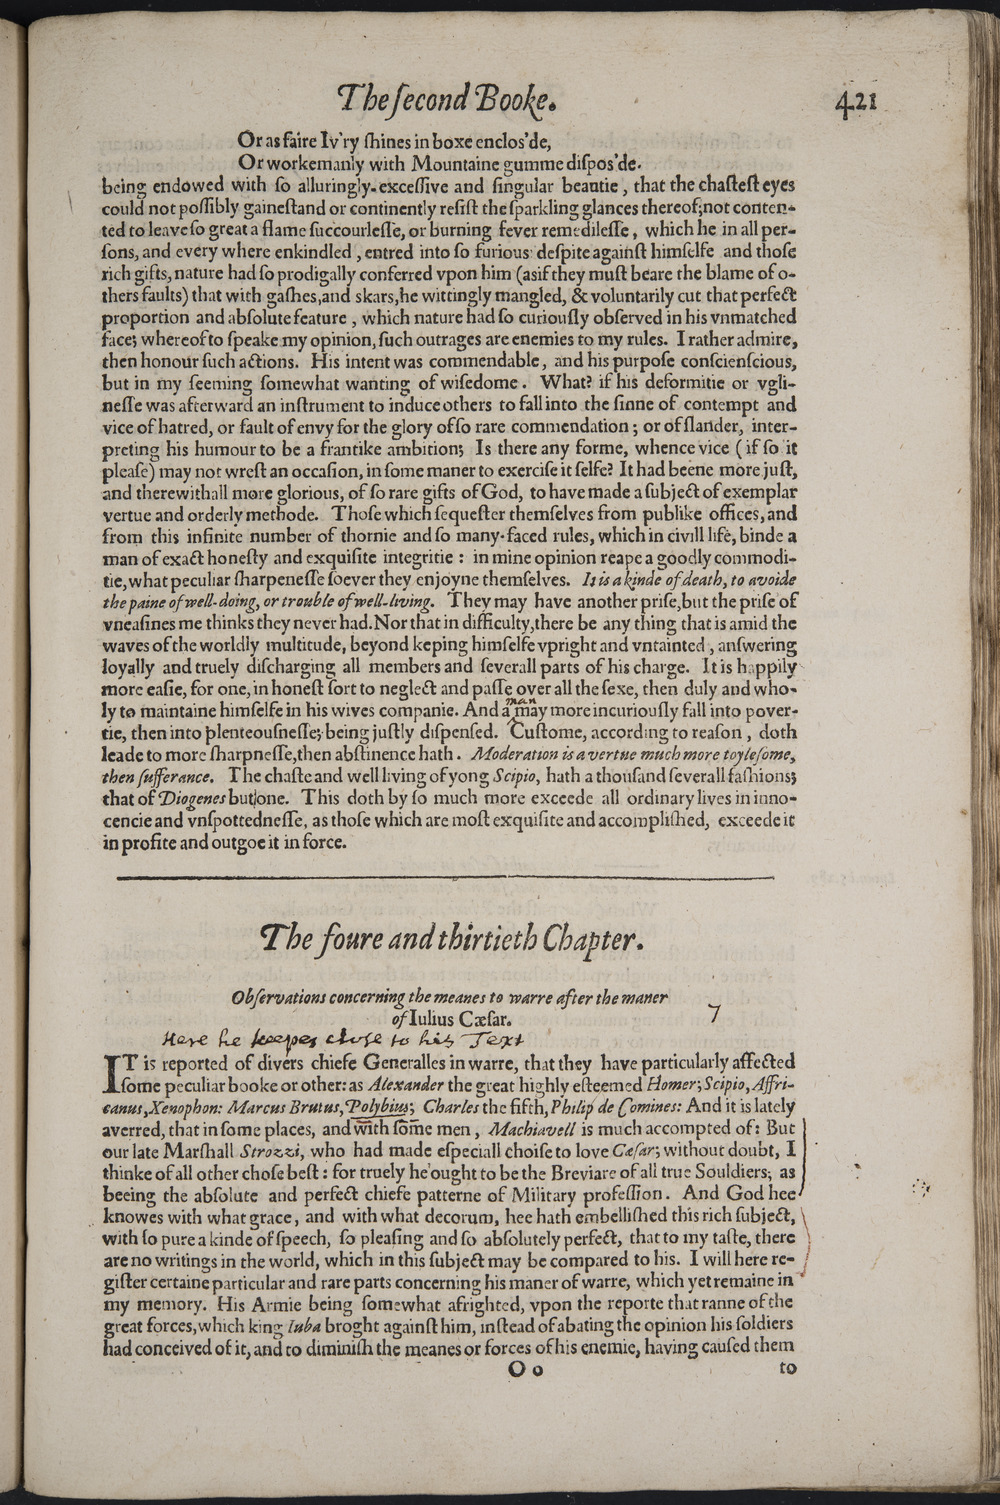 The ſecond Booke. 421
Or as faire Iv'ry ſhines in boxe enclos'de,
Or workemanly with Mountaine gumme diſpos'de.
being endowed with ſo alluringly-exceſſive and ſingular beautie, that the chaſteſt eyes
could not poſſibly gaineſtand or continently reſiſt the ſparkling glances thereof; not conten-
ted to leave ſo great a flame ſuccourleſſe, or burning fever remedileſſe, which he in all per-
ſons, and every where enkindled, entred into ſo furious deſpite againſt himſelfe and thoſe
rich gifts, nature had ſo prodigally conferred vpon him (as if they muſt beare the blame of o-
thers faults) that with gaſhes, and skars, he wittingly mangled, & voluntarily cut that perfect
proportion and abſolute feature, which nature had ſo curiouſly obſerved in his vnmatched
face; whereof to ſpeake my opinion, ſuch outrages are enemies to my rules. I rather admire,
then honour ſuch actions. His intent was commendable, and his purpoſe conſcienſcious,
but in my ſeeming ſomewhat wanting of wiſedome. What? if his deformitie or vgli-
neſſe was afterward an inſtrument to induce others to fall into the ſinne of contempt and
vice of hatred, or fault of envy for the glory of ſo rare commendation; or of ſlander, inter-
preting his humour to be a frantike ambition; Is there any forme, whence vice (if ſo it
pleaſe) may not wreſt an occaſion, in ſome maner to exerciſe it ſelfe? It had beene more juſt,
and therewithall more glorious, of ſo rare gifts of God, to have made a ſubject of exemplar
vertue and orderly methode. Thoſe which ſequeſter themſelves from publike offices, and
from this infinite number of thornie and ſo many-faced rules, which in civill life, binde a
man of exact honeſty and exquiſite integritie: in mine opinion reape a goodly commodi-
tie, what peculiar ſharpeneſſe ſoever they enjoyne themſelves. It is a kinde of death, to avoide
the paine of well-doing, or trouble of well-living. They may have another priſe, but the priſe of
vneaſines me thinks they never had. Nor that in difficulty, there be any thing that is amid the
waves of the worldly multitude, beyond keping himſelfe vpright and vntainted, anſwering
loyally and truely diſcharging all members and ſeverall parts of his charge. It is happily
more eaſie, for one, in honeſt ſort to neglect and paſſe over all the ſexe, then duly and who-
man
ly to maintaine himſelfe in his wives companie. And a may more incuriouſly fall into pover-
tie, then into plenteouſneſſe; being juſtly diſpenſed. Cuſtome, according to reaſon, doth
leade to more ſharpneſſe, then abſtinence hath. Moderation is a vertue much more toyleſome,
then ſufferance. The chaſte and well living of yong Scipio, hath a thouſand ſeverall faſhions;
that of Diogenes but one. This doth by ſo much more exceede all ordinary lives in inno-
cencie and vnſpottedneſſe, as thoſe which are moſt exquiſite and accompliſhed, exceede it
in profite and outgoe it in force.
The foure and thirtieth Chapter.
Obſervations concerning the meanes to warre after the maner
of Iulius Cæſar.
Here he keepes close to his Text
IT is reported of divers chiefe Generalles in warre, that they have particularly affected
ſome peculiar booke or other: as Alexander the great highly eſteemed Homer; Scipio, Affri-
canus, Xenophon: Marcus Brutus, Polybius; Charles the fifth, Philip de Comines: And it is lately
averred, that in ſome places, and with ſome men, Machiavell is much accompted of: But
our late Marſhall Strozzi, who had made eſpeciall choiſe to love Cæſar; without doubt, I
thinke of all other choſe beſt: for truely he ought to be the Breviare of all true Souldiers; as
beeing the abſolute and perfect chiefe patterne of Military profeſſion. And God hee
knowes with what grace, and with what decorum, hee hath embelliſhed this rich ſubject,
with ſo pure a kinde of ſpeech, ſo pleaſing and ſo abſolutely perfect, that to my taſte, there
are no writings in the world, which in this ſubject may be compared to his. I will here re-
giſter certaine particular and rare parts concerning his maner of warre, which yet remaine in
my memory. His Armie being ſomewhat afrighted, vpon the reporte that ranne of the
great forces, which king Iuba broght againſt him, inſtead of abating the opinion his ſoldiers
had conceived of it, and to diminiſh the meanes or forces of his enemie, having cauſed them
Oo to